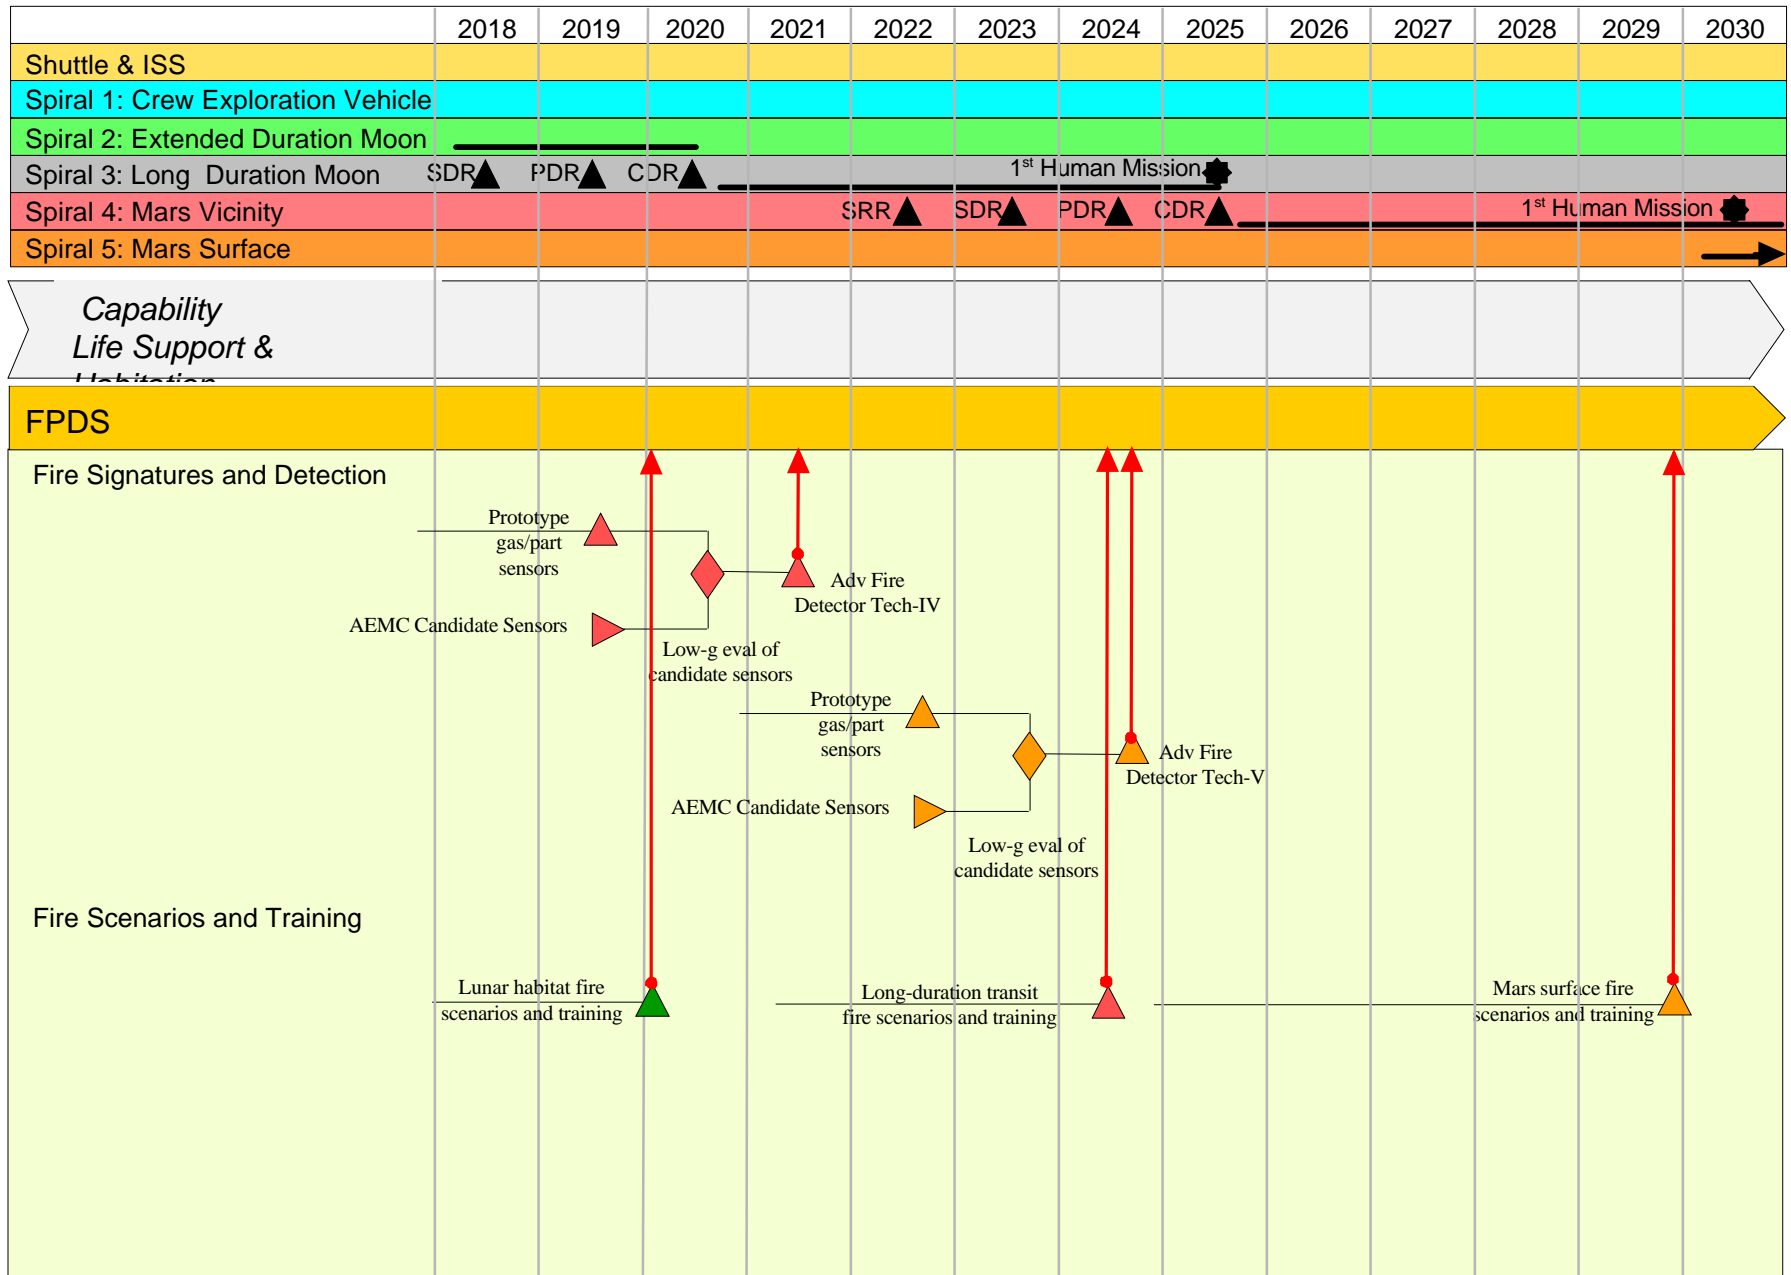 2018 2019 2020 2021 2022 2023 2024 2025 2026 2027 2028 2029 2030
Shuttle & ISS
Spiral 1: Crew Exploration Vehicle
Spiral 2: Extended Duration Moon
Spiral 3: Long Duration Moon SDR PDR CDR 1st Human Mission
Spiral 4: Mars Vicinity SRR SDR PDR CDR 1st Human Mission
Spiral 5: Mars Surface
Capability
Life Support &
Habitation
FPDS
Fire Signatures and Detection
Prototype
gas/part
sensors
Adv Fire
Detector Tech-IV
AEMC Candidate Sensors
Low-g eval of
candidate sensors
Prototype
gas/part
sensors
Adv Fire
Detector Tech-V
AEMC Candidate Sensors
Low-g eval of
candidate sensors
Fire Scenarios and Training
Lunar habitat fire
scenarios and training
Long-duration transit
fire scenarios and training
Mars surface fire
scenarios and training